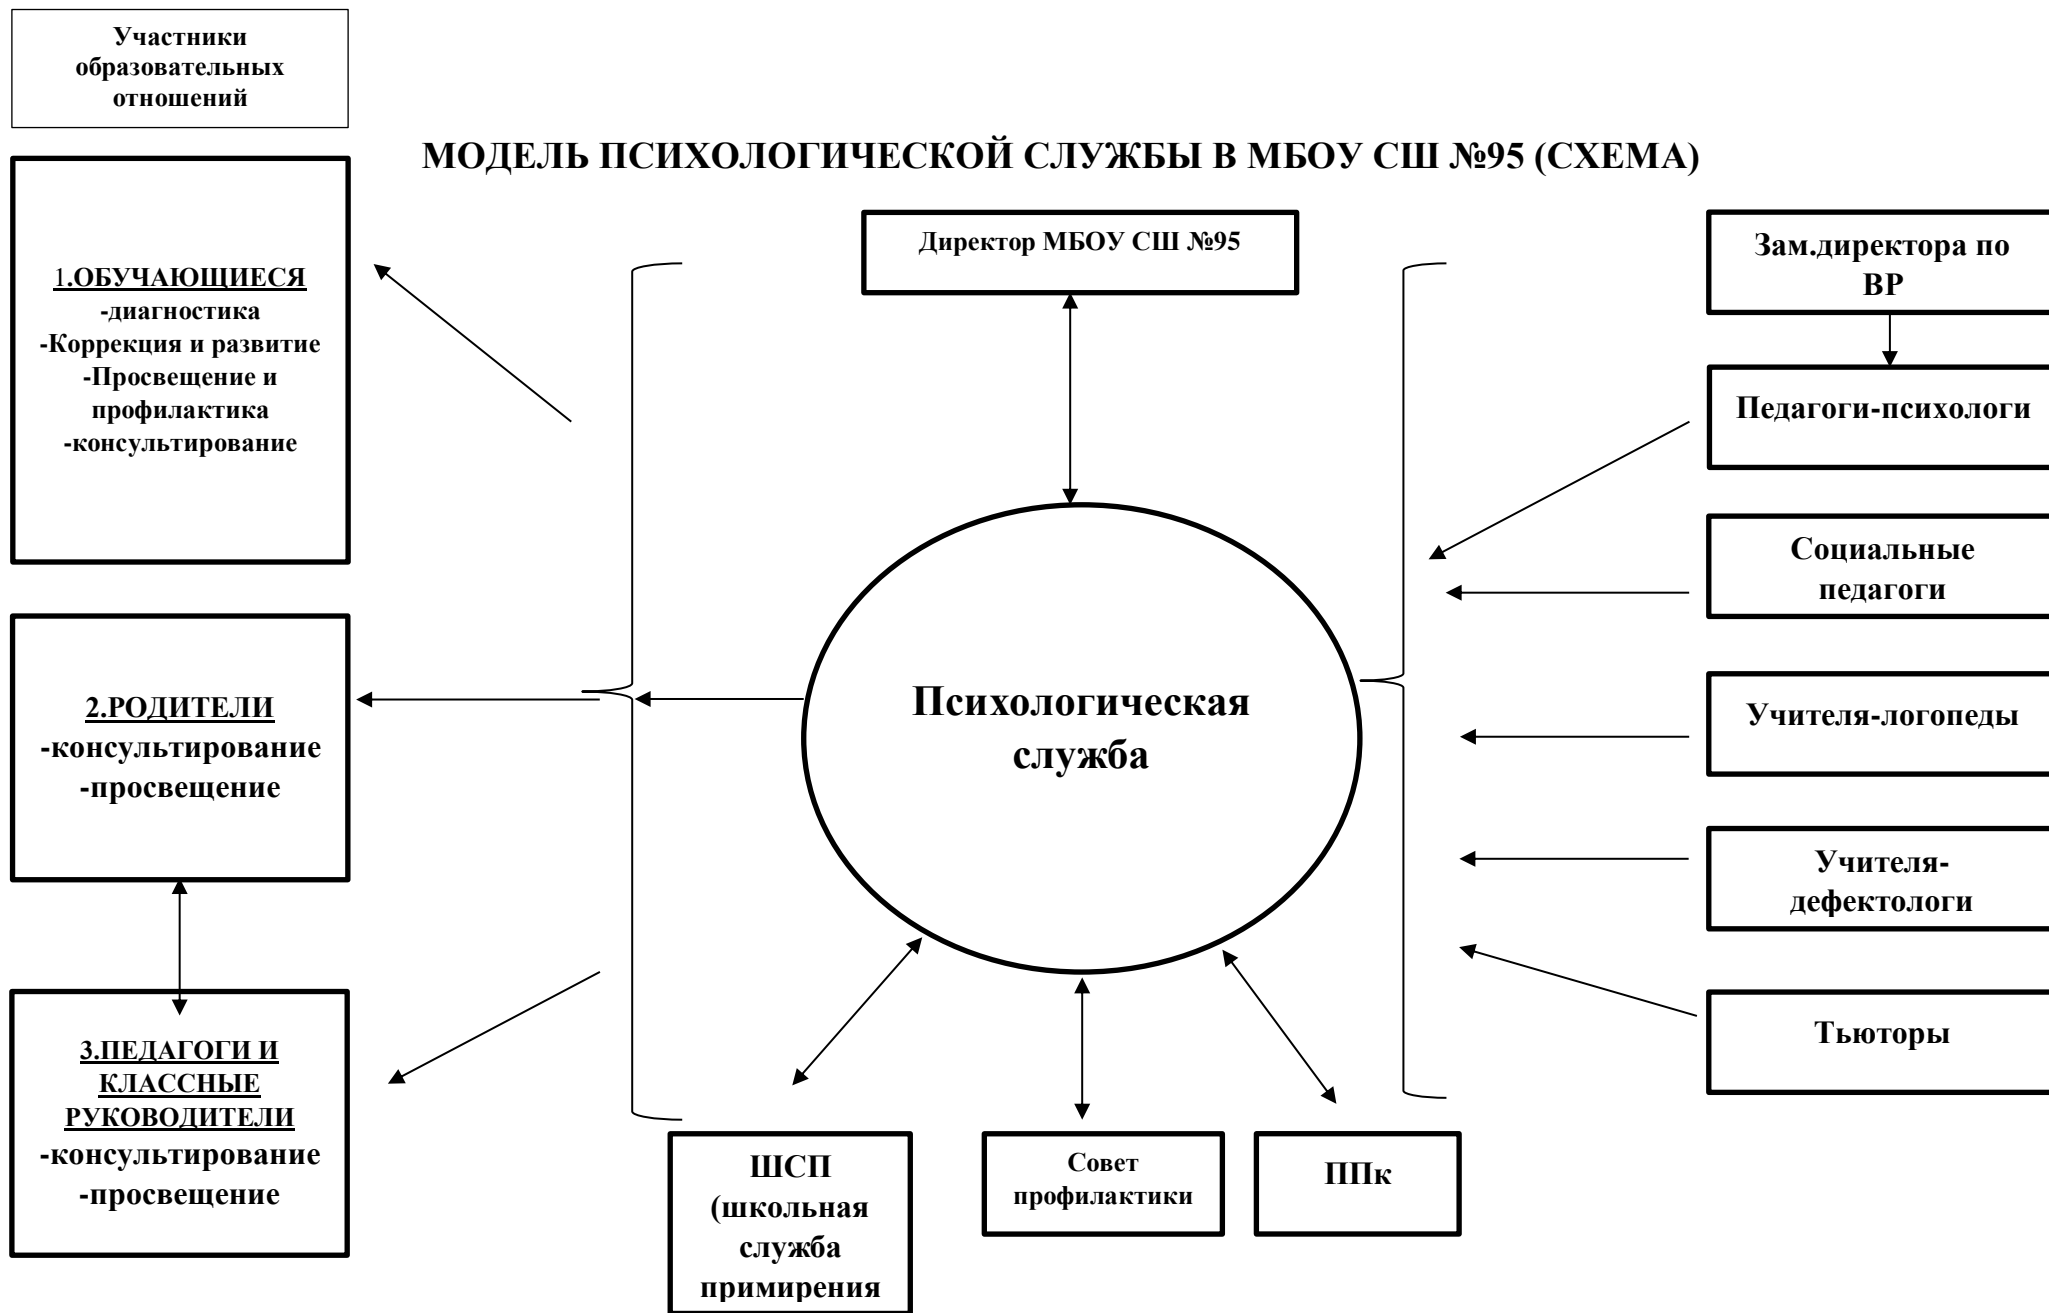 Участники
образовательных
отношений
МОДЕЛЬ ПСИХОЛОГИЧЕСКОЙ СЛУЖБЫ В МБОУ СШ №95 (СХЕМА)
1.ОБУЧАЮЩИЕСЯ
-диагностика
-Коррекция и развитие
-Просвещение и
профилактика
-консультирование
2.РОДИТЕЛИ
-консультирование
-просвещение
3.ПЕДАГОГИ И
КЛАССНЫЕ
РУКОВОДИТЕЛИ
-консультирование
-просвещение
Директор МБОУ СШ №95
Психологическая
служба
ШСП
(школьная
служба
примирения
Совет
профилактики
ППк
Зам.директора по
ВР
Педагоги-психологи
Социальные
педагоги
Учителя-логопеды
Учителя-
дефектологи
Тьюторы